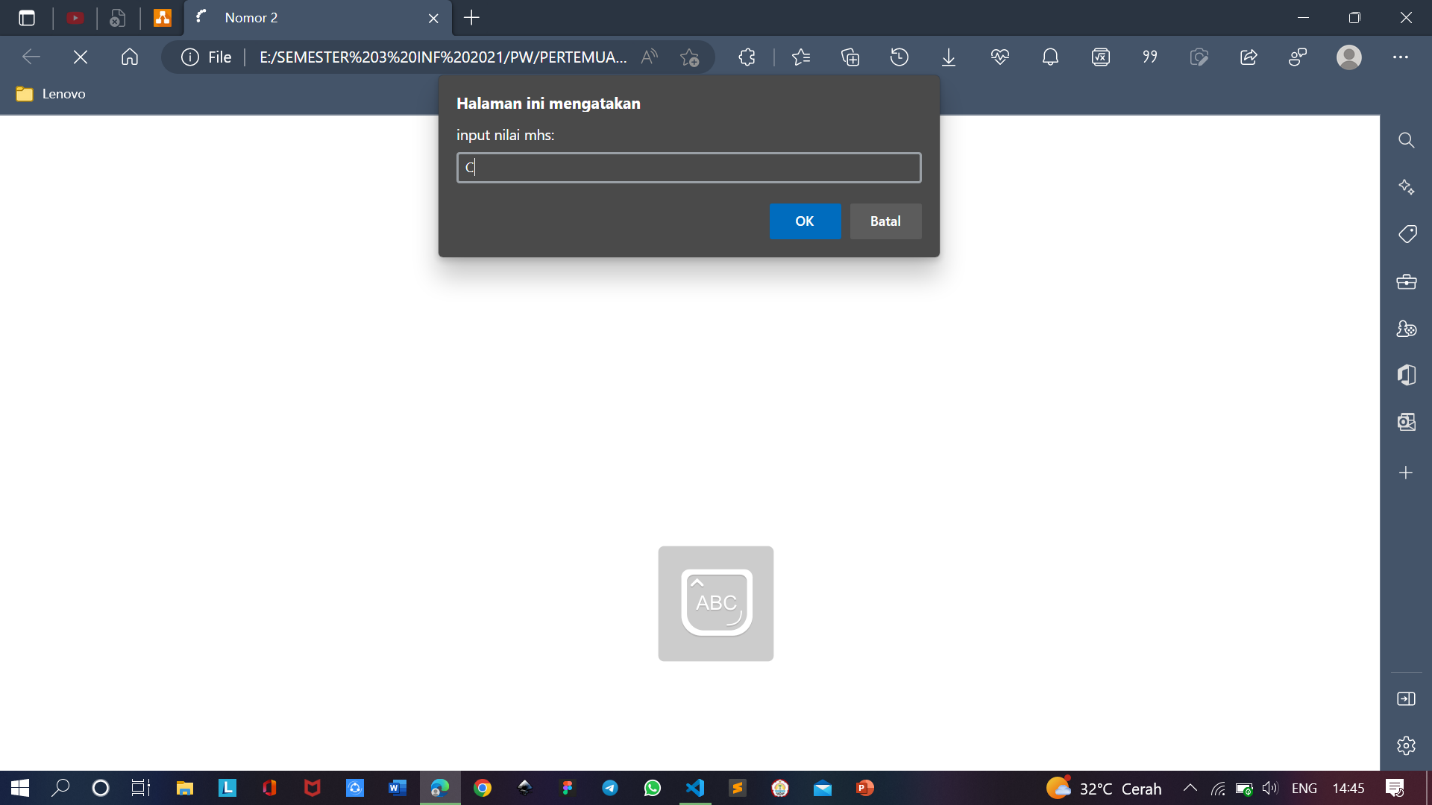 Nomor 2
File
E:/SEMESTER%203%20INF%202021/PW/PERTEMUA...
Lenovo
Halaman ini mengatakan
input nilai mhs:
C
OK
Batal
ABC
32°C Cerah
ENG
14:45